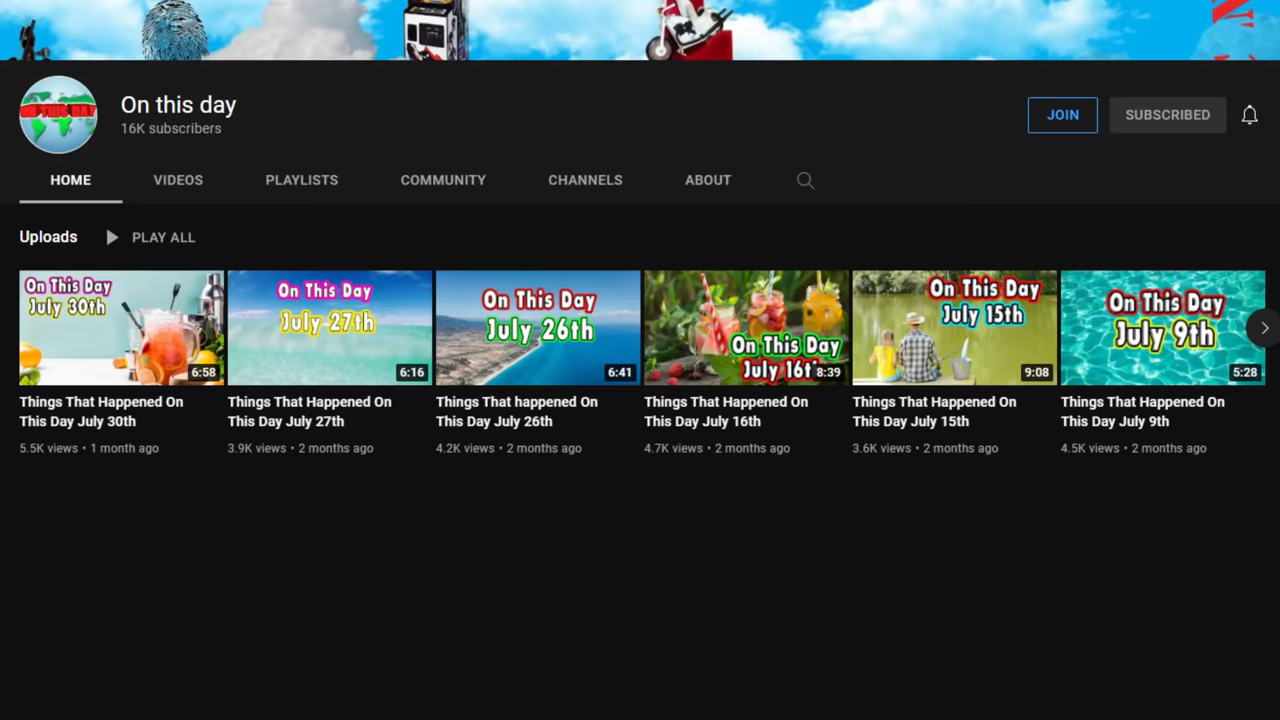 ON THIS DAY
On this day
16K subscribers
JOIN
SUBSCRIBED
HOME
VIDEOS
PLAYLISTS
COMMUNITY
CHANNELS
ABOUT
Uploads
PLAY ALL
On This Day
July 30th
6:58
On This Day
July 27th
6:16
On This Day
July 26th
6:41
On This Day
July 16th
8:39
On This Day
July 15th
9:08
On This Day
July 9th
5:28
Things That Happened On
This Day July 30th
5.5K views • 1 month ago
Things That Happened On
This Day July 27th
3.9K views • 2 months ago
Things That happened On
This Day July 26th
4.2K views • 2 months ago
Things That Happened On
This Day July 16th
4.7K views • 2 months ago
Things That Happened On
This Day July 15th
3.6K views • 2 months ago
Things That Happened On
This Day July 9th
4.5K views • 2 months ago